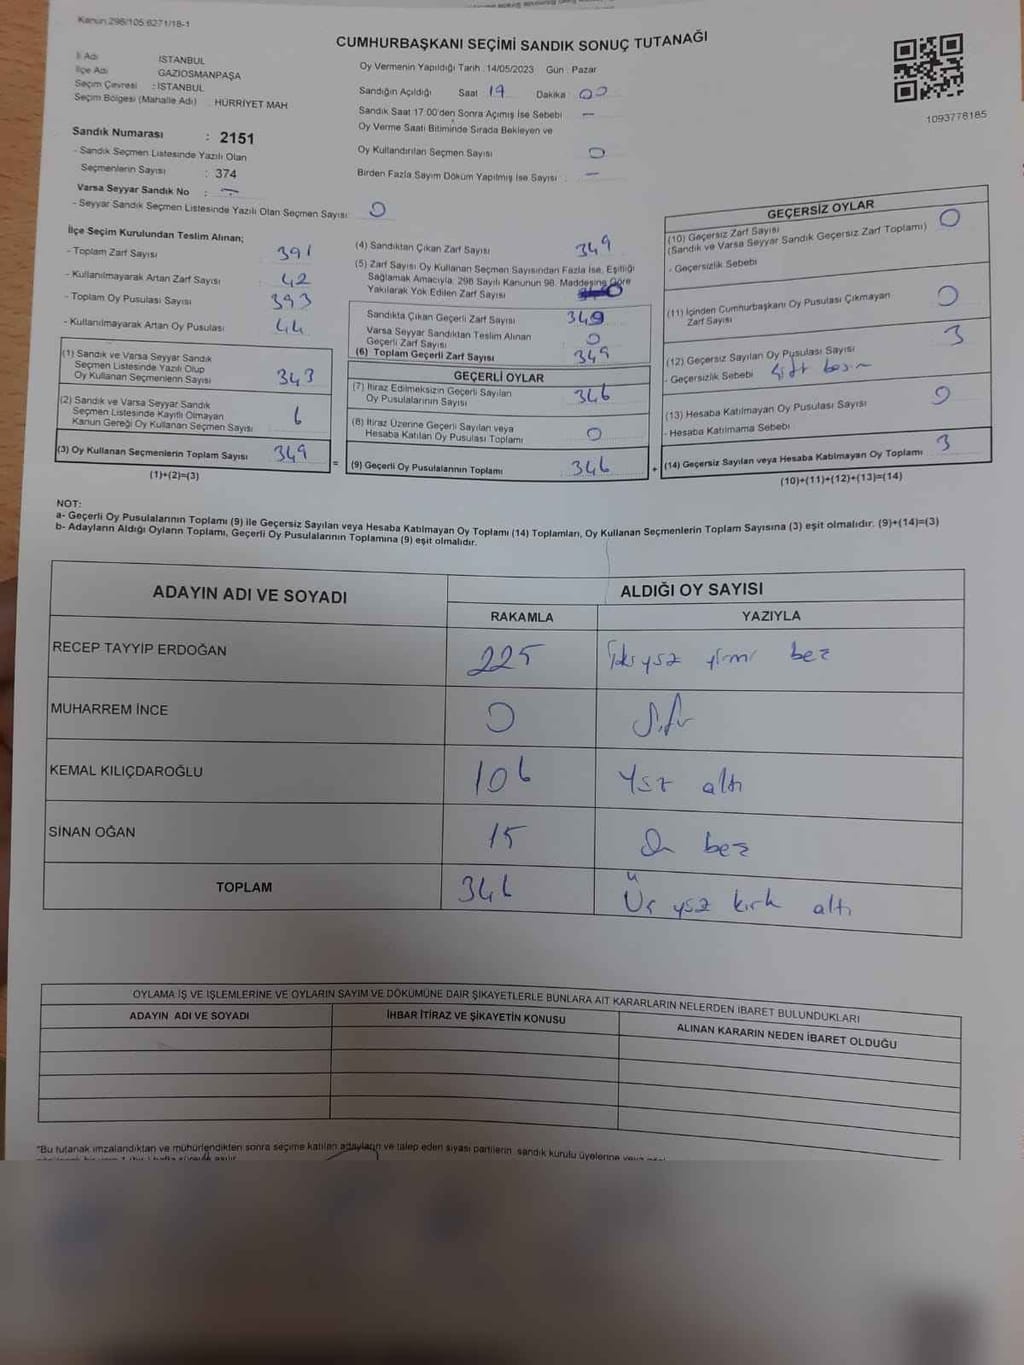 Kanun 298/105 6271/18-1
CUMHURBAŞKANI SEÇİMİ SANDIK SONUÇ TUTANAĞI
İl Adı : İSTANBUL
İlçe Adı : GAZİOSMANPAŞA
Seçim Çevresi : İSTANBUL
Seçim Bölgesi (Mahalle Adı) : HÜRRİYET MAH
Sandık Numarası : 2151
- Sandık Seçmen Listesinde Yazılı Olan
Seçmenlerin Sayısı : 374
Varsa Seyyar Sandık No : -
- Seyyar Sandık Seçmen Listesinde Yazılı Olan Seçmen Sayısı: 0
Oy Vermenin Yapıldığı Tarih : 14/05/2023 Gün : Pazar
Sandığın Açıldığı Saat 19 Dakika 00
Sandık Saat 17.00'den Sonra Açılmış İse Sebebi -
Oy Verme Saati Bitiminde Sırada Bekleyen ve
Oy Kullandırılan Seçmen Sayısı 0
Birden Fazla Sayım Döküm Yapılmış İse Sayısı : -
1093778185
İlçe Seçim Kurulundan Teslim Alınan;
- Toplam Zarf Sayısı : 391
- Kullanılmayarak Artan Zarf Sayısı : 42
- Toplam Oy Pusulası Sayısı : 393
- Kullanılmayarak Artan Oy Pusulası : 44
(1) Sandık ve Varsa Seyyar Sandık
Seçmen Listesinde Yazılı Olup
Oy Kullanan Seçmenlerin Sayısı 343
(2) Sandık ve Varsa Seyyar Sandık
Seçmen Listesinde Kayıtlı Olmayan
Kanun Gereği Oy Kullanan Seçmen Sayısı 6
(3) Oy Kullanan Seçmenlerin Toplam Sayısı 349
(1)+(2)=(3)
(4) Sandıktan Çıkan Zarf Sayısı 349
(5) Zarf Sayısı Oy Kullanan Seçmen Sayısından Fazla İse, Eşitliği
Sağlamak Amacıyla, 298 Sayılı Kanunun 98. Maddesine Göre
Yakılarak Yok Edilen Zarf Sayısı 0
Sandıkta Çıkan Geçerli Zarf Sayısı 349
Varsa Seyyar Sandıktan Teslim Alınan
Geçerli Zarf Sayısı 0
(6) Toplam Geçerli Zarf Sayısı 349
GEÇERLİ OYLAR
(7) İtiraz Edilmeksizin Geçerli Sayılan
Oy Pusulalarının Sayısı 346
(8) İtiraz Üzerine Geçerli Sayılan veya
Hesaba Katılan Oy Pusulası Toplamı 0
= (9) Geçerli Oy Pusulalarının Toplamı 346 +
GEÇERSİZ OYLAR
(10) Geçersiz Zarf Sayısı
(Sandık ve Varsa Seyyar Sandık Geçersiz Zarf Toplamı) 0
- Geçersizlik Sebebi
(11) İçinden Cumhurbaşkanı Oy Pusulası Çıkmayan
Zarf Sayısı 0
(12) Geçersiz Sayılan Oy Pusulası Sayısı 3
- Geçersizlik Sebebi çift basım
(13) Hesaba Katılmayan Oy Pusulası Sayısı 0
- Hesaba Katılmama Sebebi
(14) Geçersiz Sayılan veya Hesaba Katılmayan Oy Toplamı 3
(10)+(11)+(12)+(13)=(14)
NOT:
a- Geçerli Oy Pusulalarının Toplamı (9) ile Geçersiz Sayılan veya Hesaba Katılmayan Oy Toplamı (14) Toplamları, Oy Kullanan Seçmenlerin Toplam Sayısına (3) eşit olmalıdır. (9)+(14)=(3)
b- Adayların Aldığı Oyların Toplamı, Geçerli Oy Pusulalarının Toplamına (9) eşit olmalıdır.
ADAYIN ADI VE SOYADI ALDIĞI OY SAYISI
RAKAMLA YAZIYLA
RECEP TAYYİP ERDOĞAN 225 İkiyüz yirmi beş
MUHARREM İNCE 0 Sıfır
KEMAL KILIÇDAROĞLU 106 Yüz altı
SİNAN OĞAN 15 On beş
TOPLAM 346 Üç yüz kırk altı
OYLAMA İŞ VE İŞLEMLERİNE VE OYLARIN SAYIM VE DÖKÜMÜNE DAİR ŞİKAYETLERLE BUNLARA AİT KARARLARIN NELERDEN İBARET BULUNDUKLARI
ADAYIN ADI VE SOYADI İHBAR İTİRAZ VE ŞİKAYETİN KONUSU ALINAN KARARIN NEDEN İBARET OLDUĞU
"Bu tutanak imzalandıktan ve mühürlendikten sonra seçime katılan adayların ve talep eden siyasi partilerin, sandık kurulu üyelerine veya